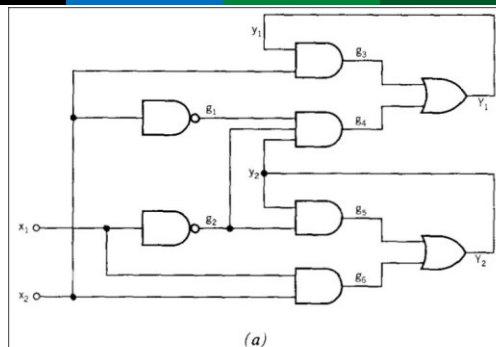 y₁
g₃
Y₁
g₁
g₄
y₂
g₂
g₅
x₁
Y₂
g₆
x₂
(a)